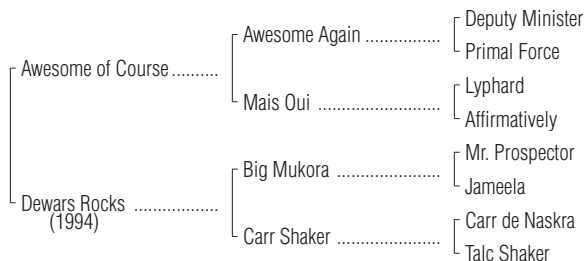 Deputy Minister
Awesome Again ..................
Primal Force
Awesome of Course ..........
Lyphard
Mais Oui .............................
Affirmatively
Mr. Prospector
Big Mukora ........................
Jameela
Dewars Rocks ..................
(1994)
Carr de Naskra
Carr Shaker ........................
Talc Shaker